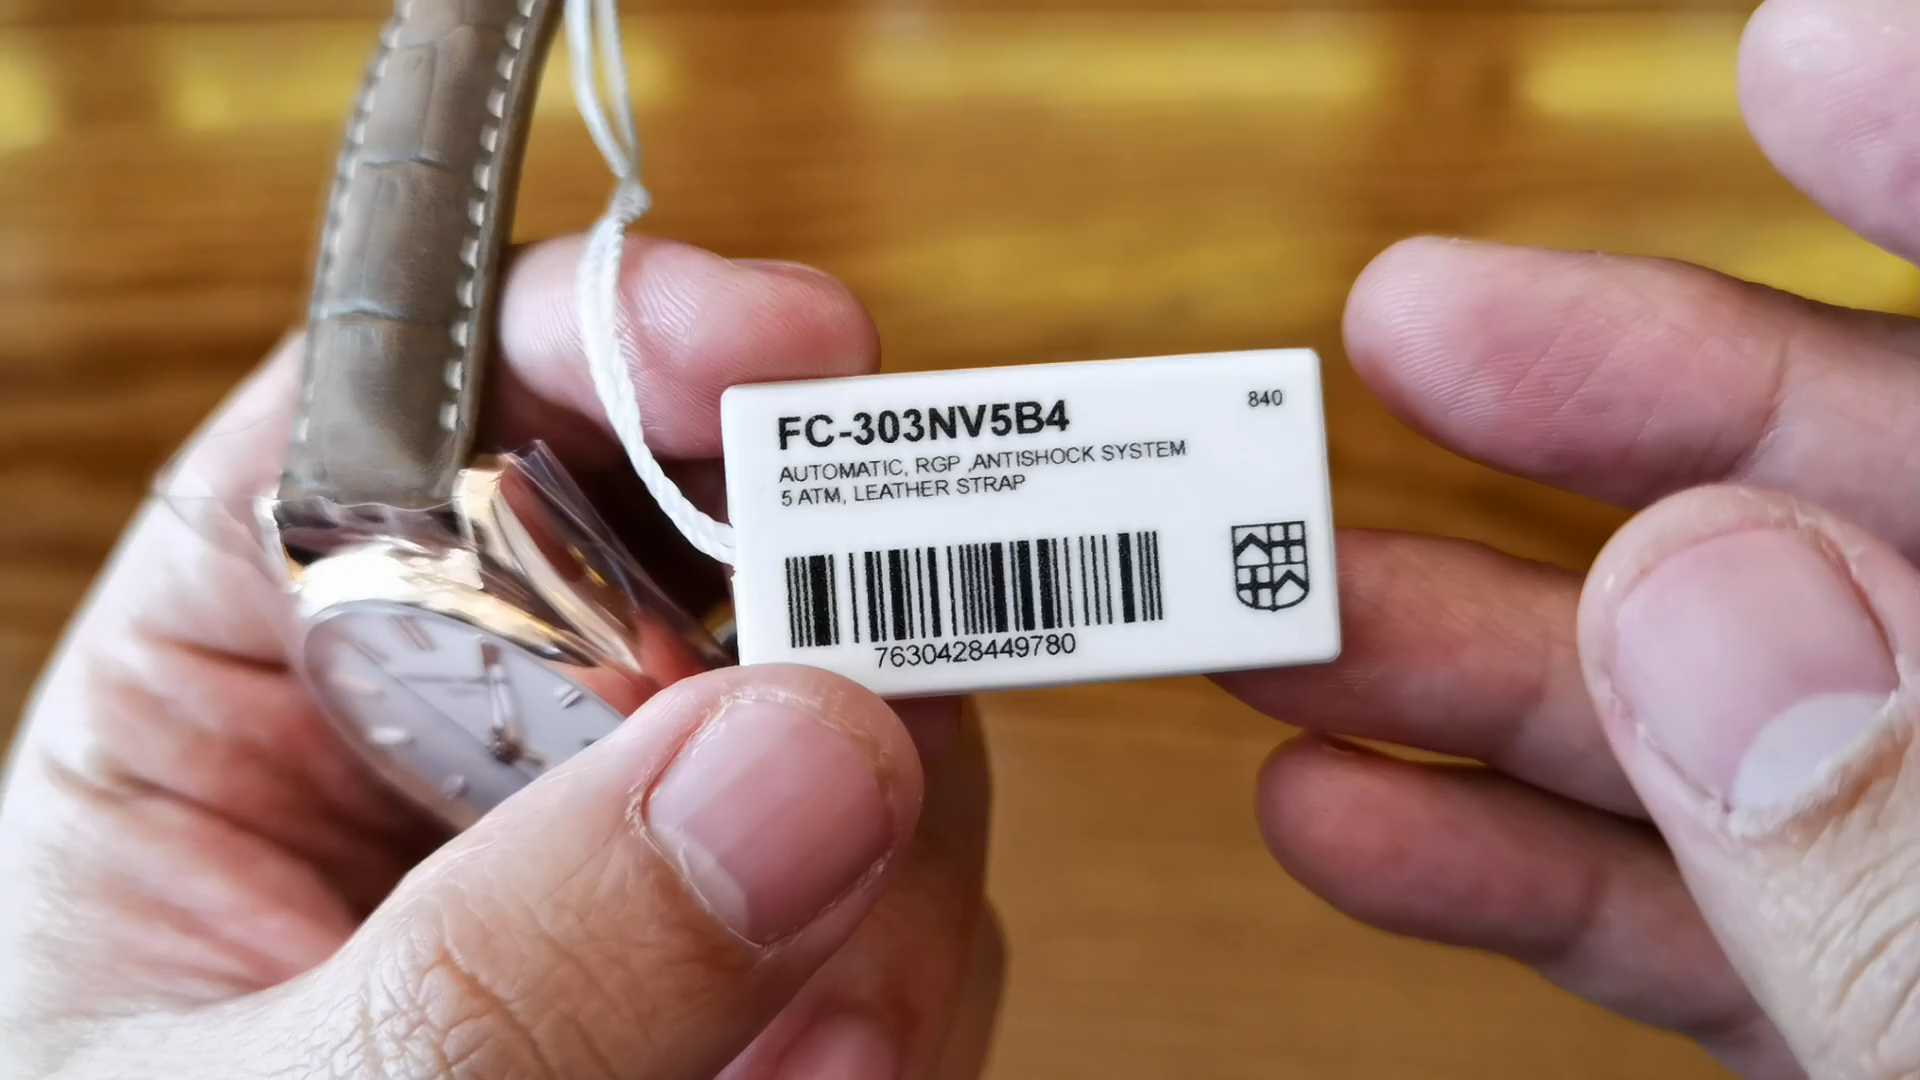 FC-303NV5B4
840
AUTOMATIC, RGP ,ANTISHOCK SYSTEM
5 ATM, LEATHER STRAP
7630428449780